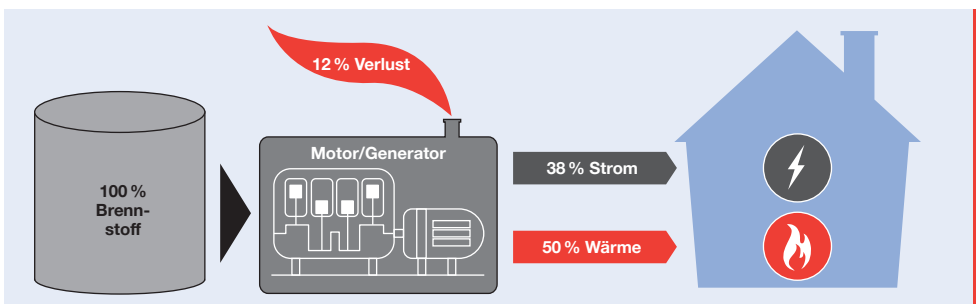 12 % Verlust
Motor/Generator
100 %
Brenn-
stoff
38 % Strom
50 % Wärme